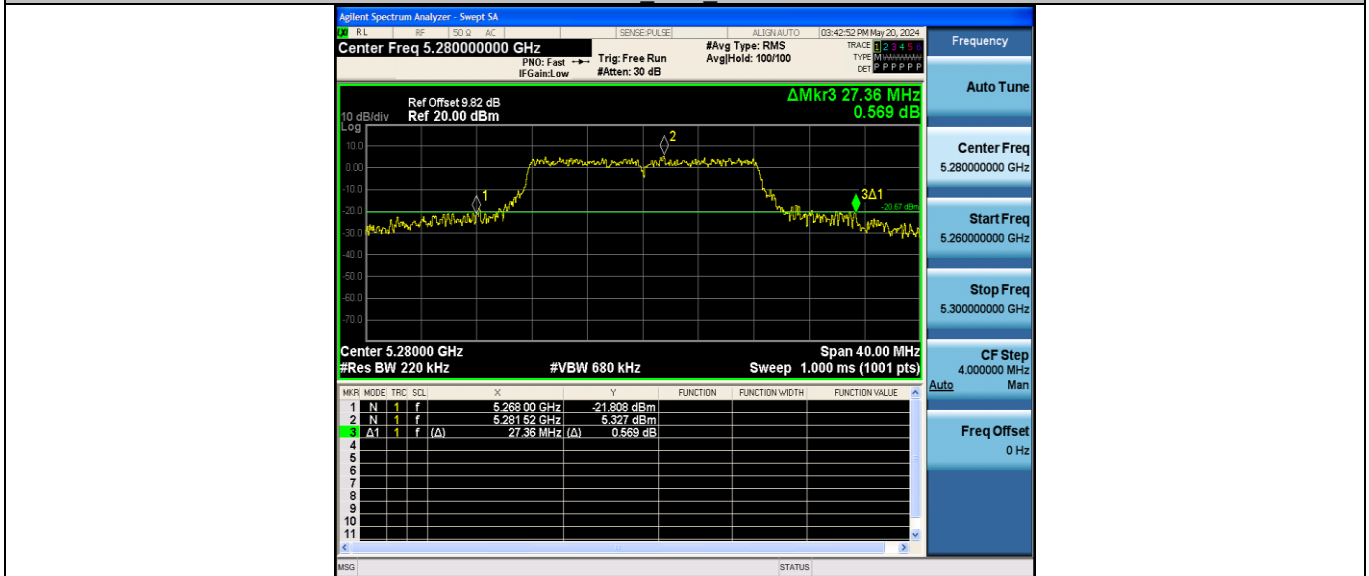 Agilent Spectrum Analyzer - Swept SA
RL RF 50 Ω AC SENSE:PULSE ALIGN AUTO 03:42:52 PM May 20, 2024
Center Freq 5.280000000 GHz #Avg Type: RMS TRACE 1 2 3 4 5 6
PNO: Fast Trig: Free Run Avg|Hold: 100/100 TYPE M
IFGain:Low #Atten: 30 dB DET P P P P P P
ΔMkr3 27.36 MHz
0.569 dB
Ref Offset 9.82 dB
10 dB/div Ref 20.00 dBm
Log
10.0
0.00
-10.0
-20.0
-30.0
-40.0
-50.0
-60.0
-70.0
1
2
3Δ1
-20.67 dBm
Center 5.28000 GHz Span 40.00 MHz
#Res BW 220 kHz #VBW 680 kHz Sweep 1.000 ms (1001 pts)
MKR MODE TRC SCL X Y FUNCTION FUNCTION WIDTH FUNCTION VALUE
1 N 1 f 5.268 00 GHz -21.808 dBm
2 N 1 f 5.281 52 GHz 5.327 dBm
3 Δ1 1 f (Δ) 27.36 MHz (Δ) 0.569 dB
4
5
6
7
8
9
10
11
MSG STATUS
Frequency
Auto Tune
Center Freq
5.280000000 GHz
Start Freq
5.260000000 GHz
Stop Freq
5.300000000 GHz
CF Step
4.000000 MHz
Auto Man
Freq Offset
0 Hz